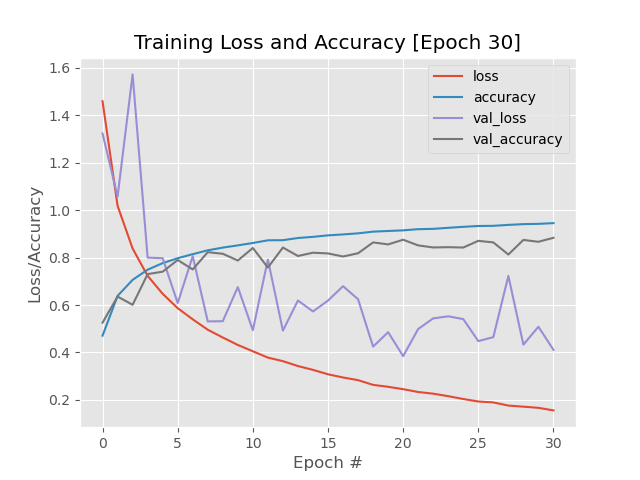 Training Loss and Accuracy [Epoch 30]
loss
accuracy
val_loss
val_accuracy
Loss/Accuracy
1.6
1.4
1.2
1.0
0.8
0.6
0.4
0.2
0 5 10 15 20 25 30
Epoch #